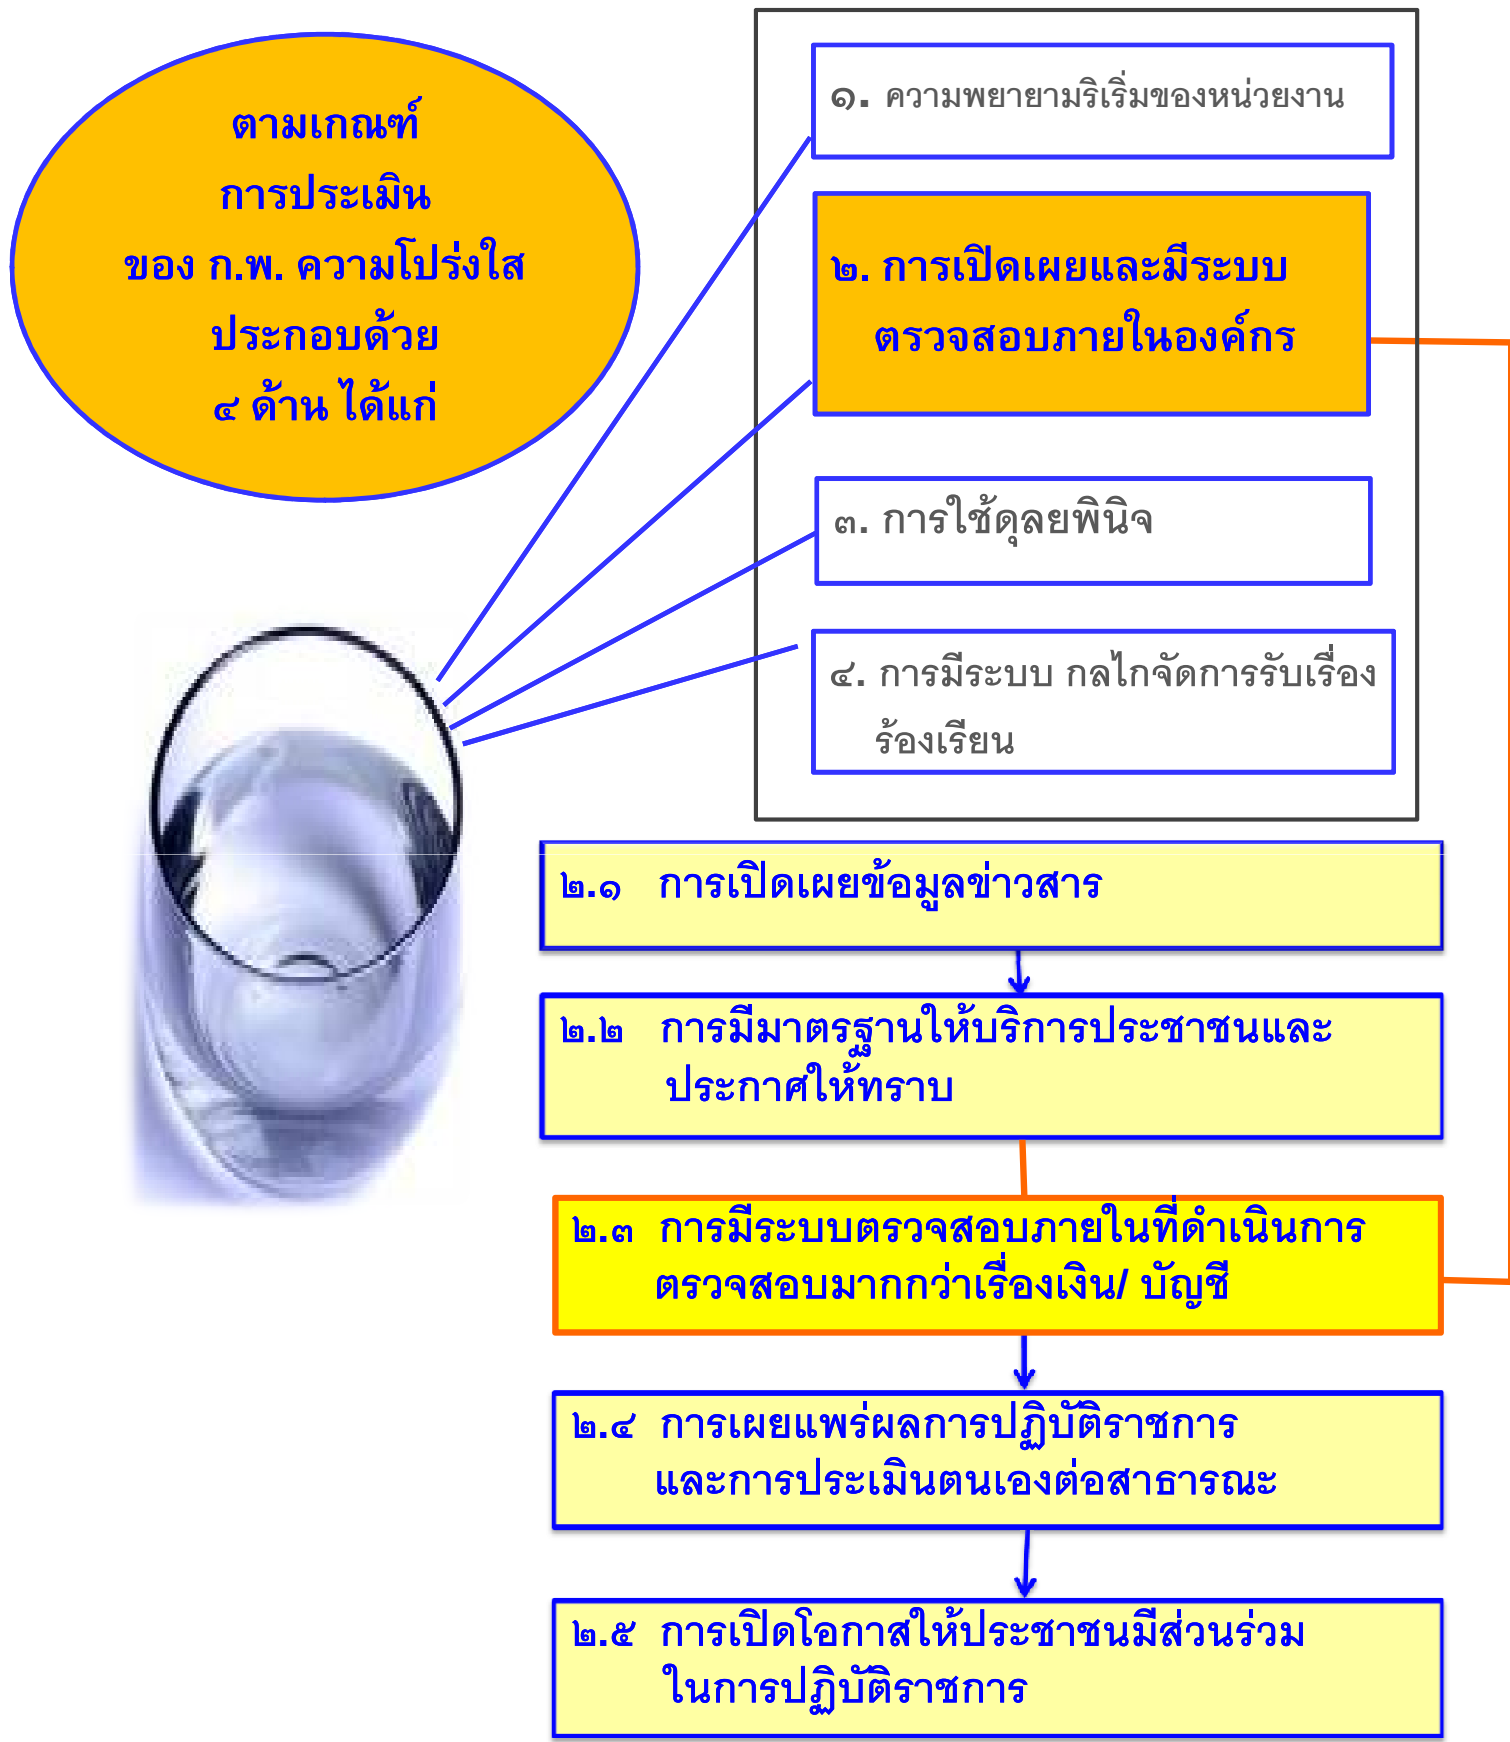 ตามเกณฑ์
การประเมิน
ของ ก.พ. ความโปร่งใส
ประกอบด้วย
๔ ด้าน ได้แก่
๑. ความพยายามริเริ่มของหน่วยงาน
๒. การเปิดเผยและมีระบบ
ตรวจสอบภายในองค์กร
๓. การใช้ดุลยพินิจ
๔. การมีระบบ กลไกจัดการรับเรื่อง
ร้องเรียน
๒.๑ การเปิดเผยข้อมูลข่าวสาร
๒.๒ การมีมาตรฐานให้บริการประชาชนและ
ประกาศให้ทราบ
๒.๓ การมีระบบตรวจสอบภายในที่ดำเนินการ
ตรวจสอบมากกว่าเรื่องเงิน/ บัญชี
๒.๔ การเผยแพร่ผลการปฏิบัติราชการ
และการประเมินตนเองต่อสาธารณะ
๒.๕ การเปิดโอกาสให้ประชาชนมีส่วนร่วม
ในการปฏิบัติราชการ